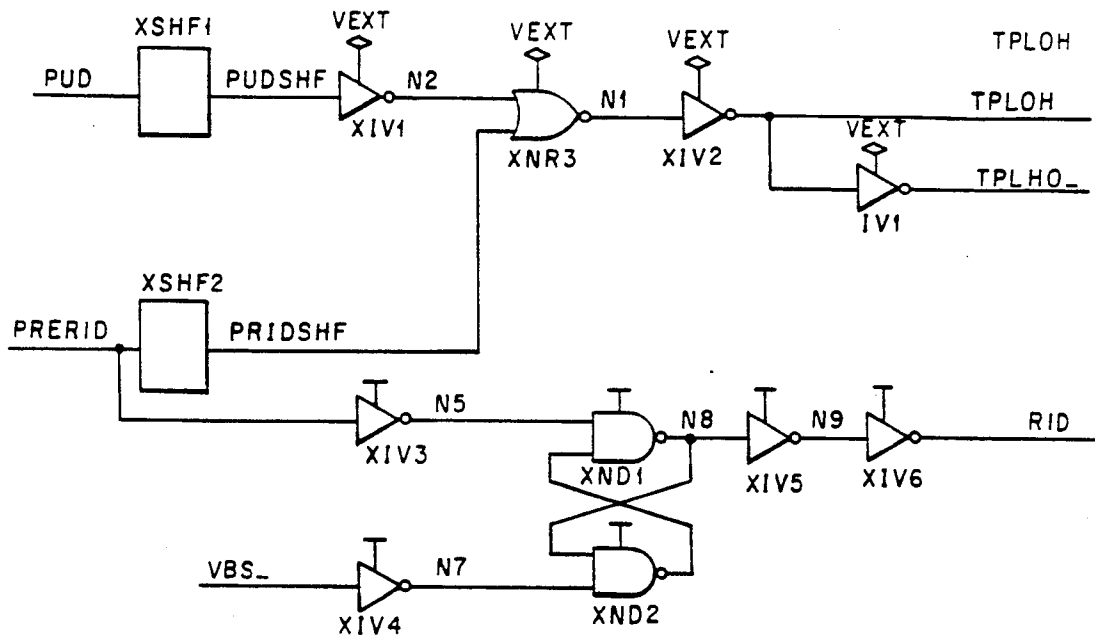 XSHF1
VEXT
VEXT
VEXT
TPLOH
PUD
PUDSHF
N2
N1
TPLOH
XIV1
XNR3
XIV2
VEXT
TPLHO_
IV1
XSHF2
PRERID
PRIDSHF
N5
N8
N9
RID
XIV3
XND1
XIV5
XIV6
VBS_
N7
XIV4
XND2